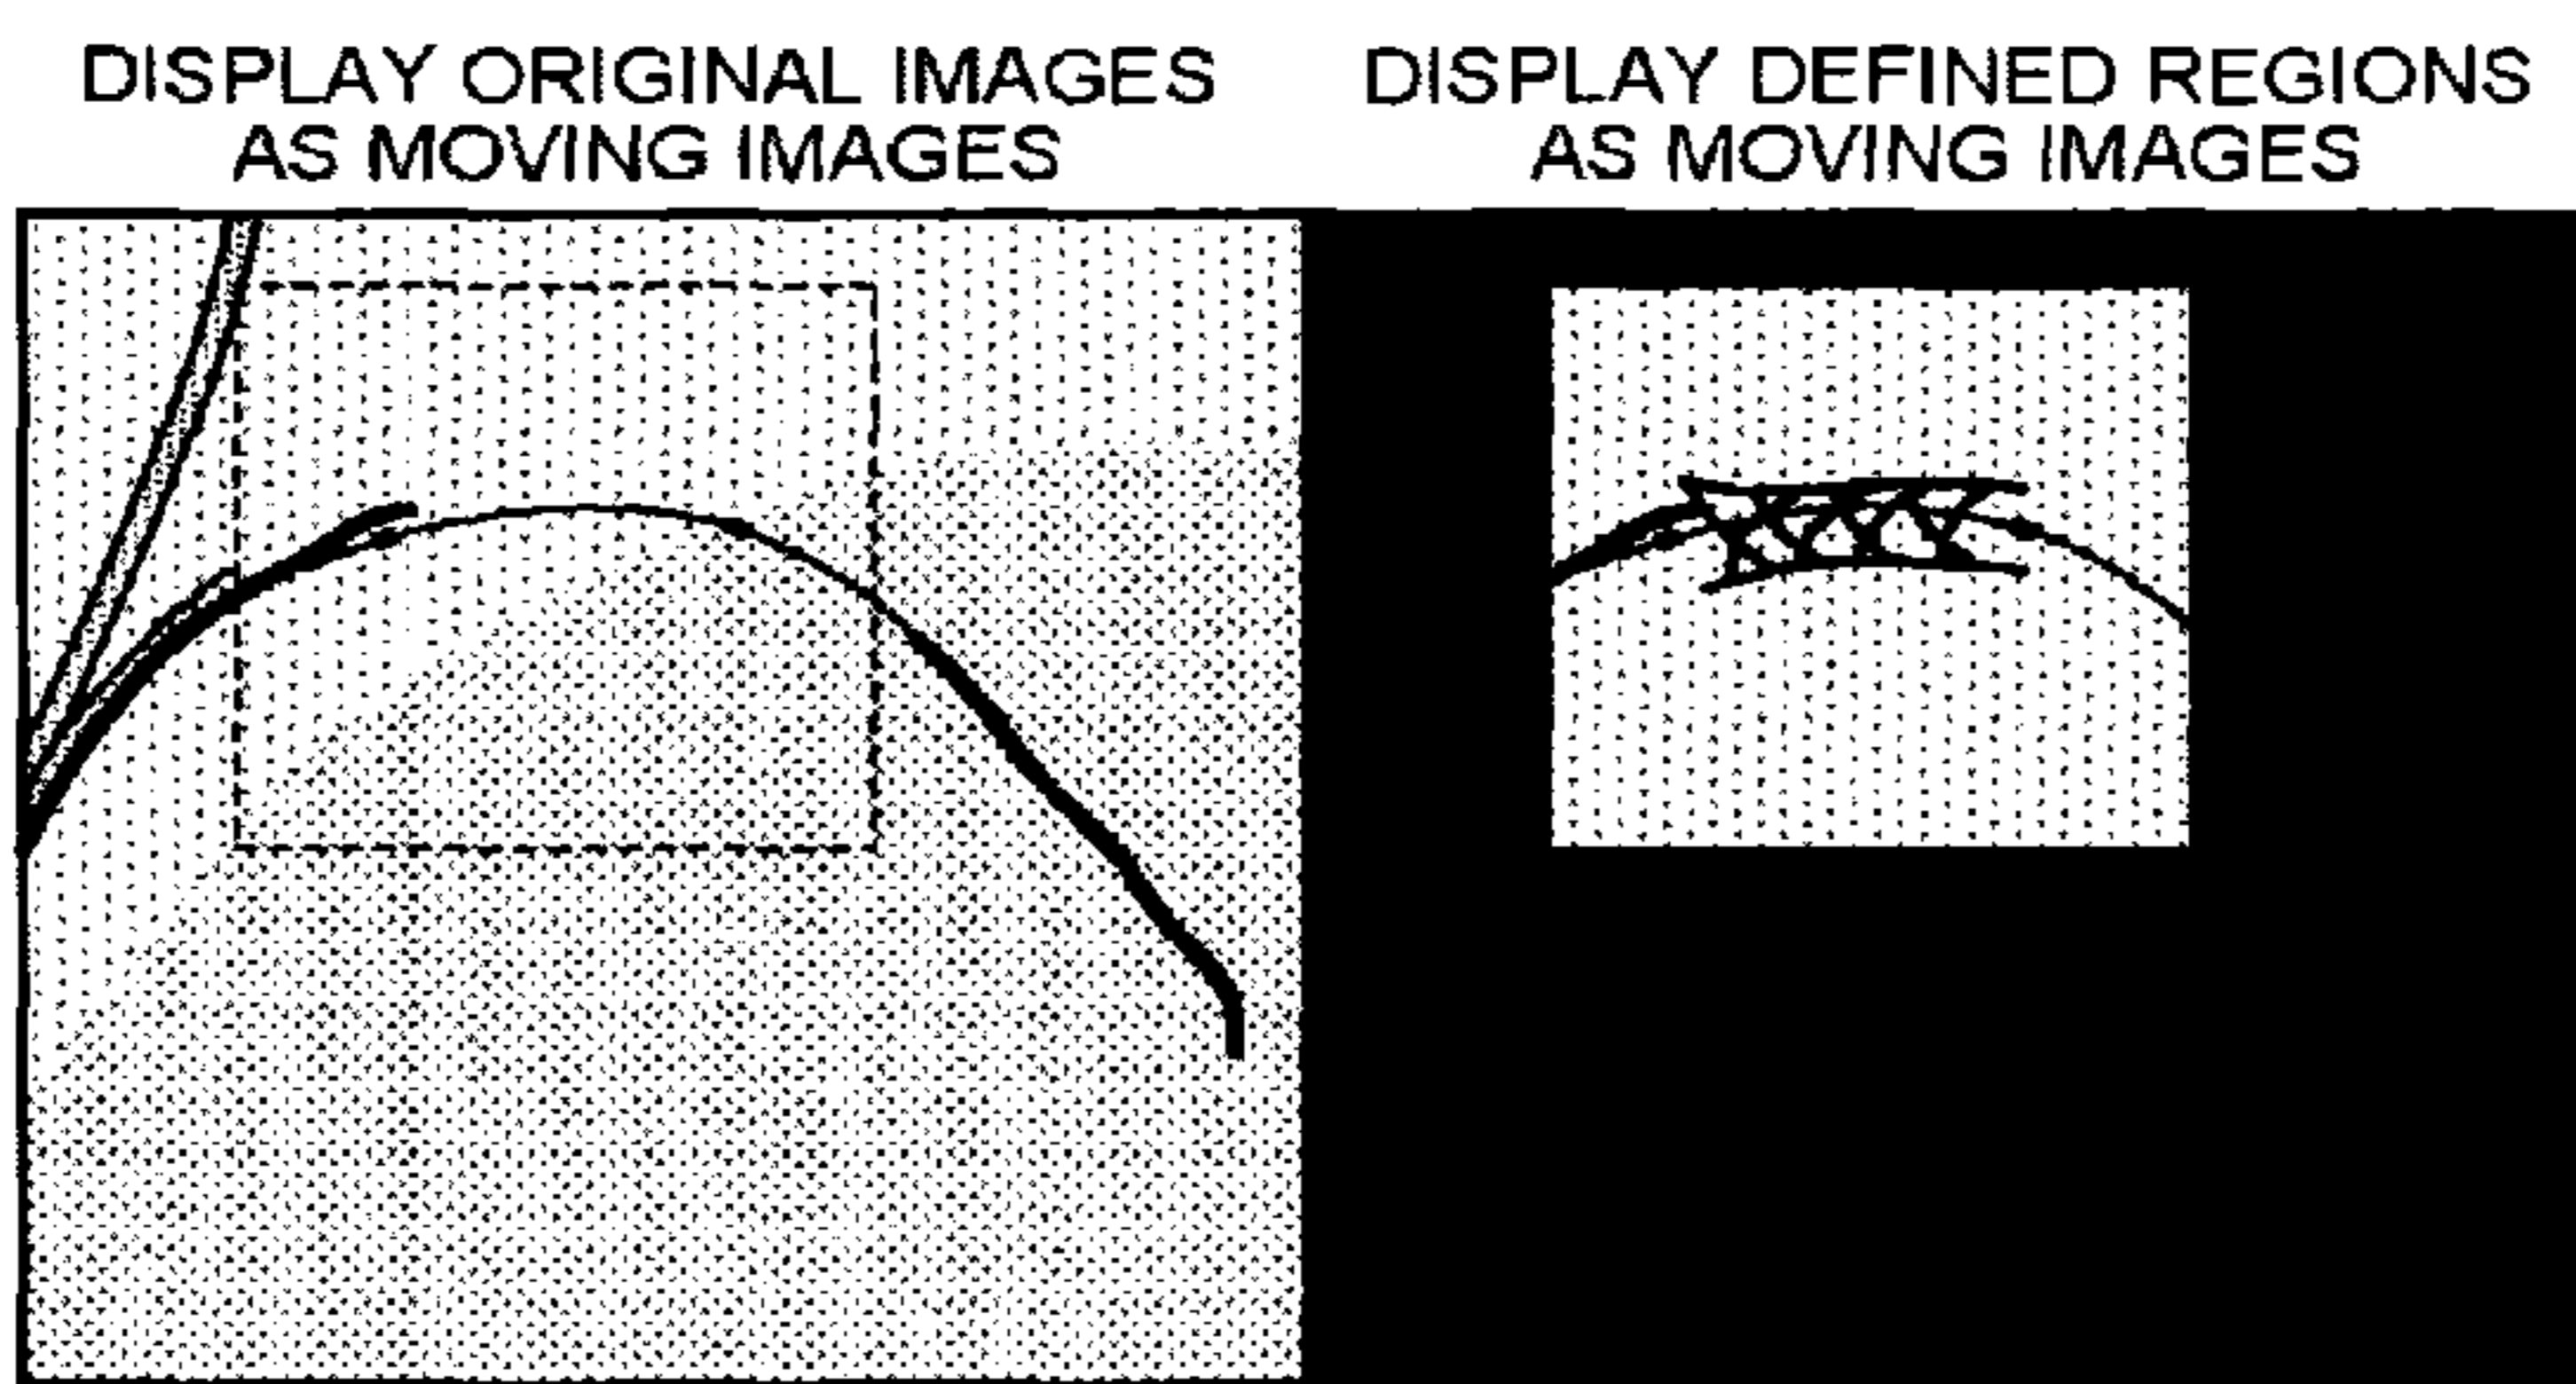 DISPLAY ORIGINAL IMAGES
AS MOVING IMAGES
DISPLAY DEFINED REGIONS
AS MOVING IMAGES